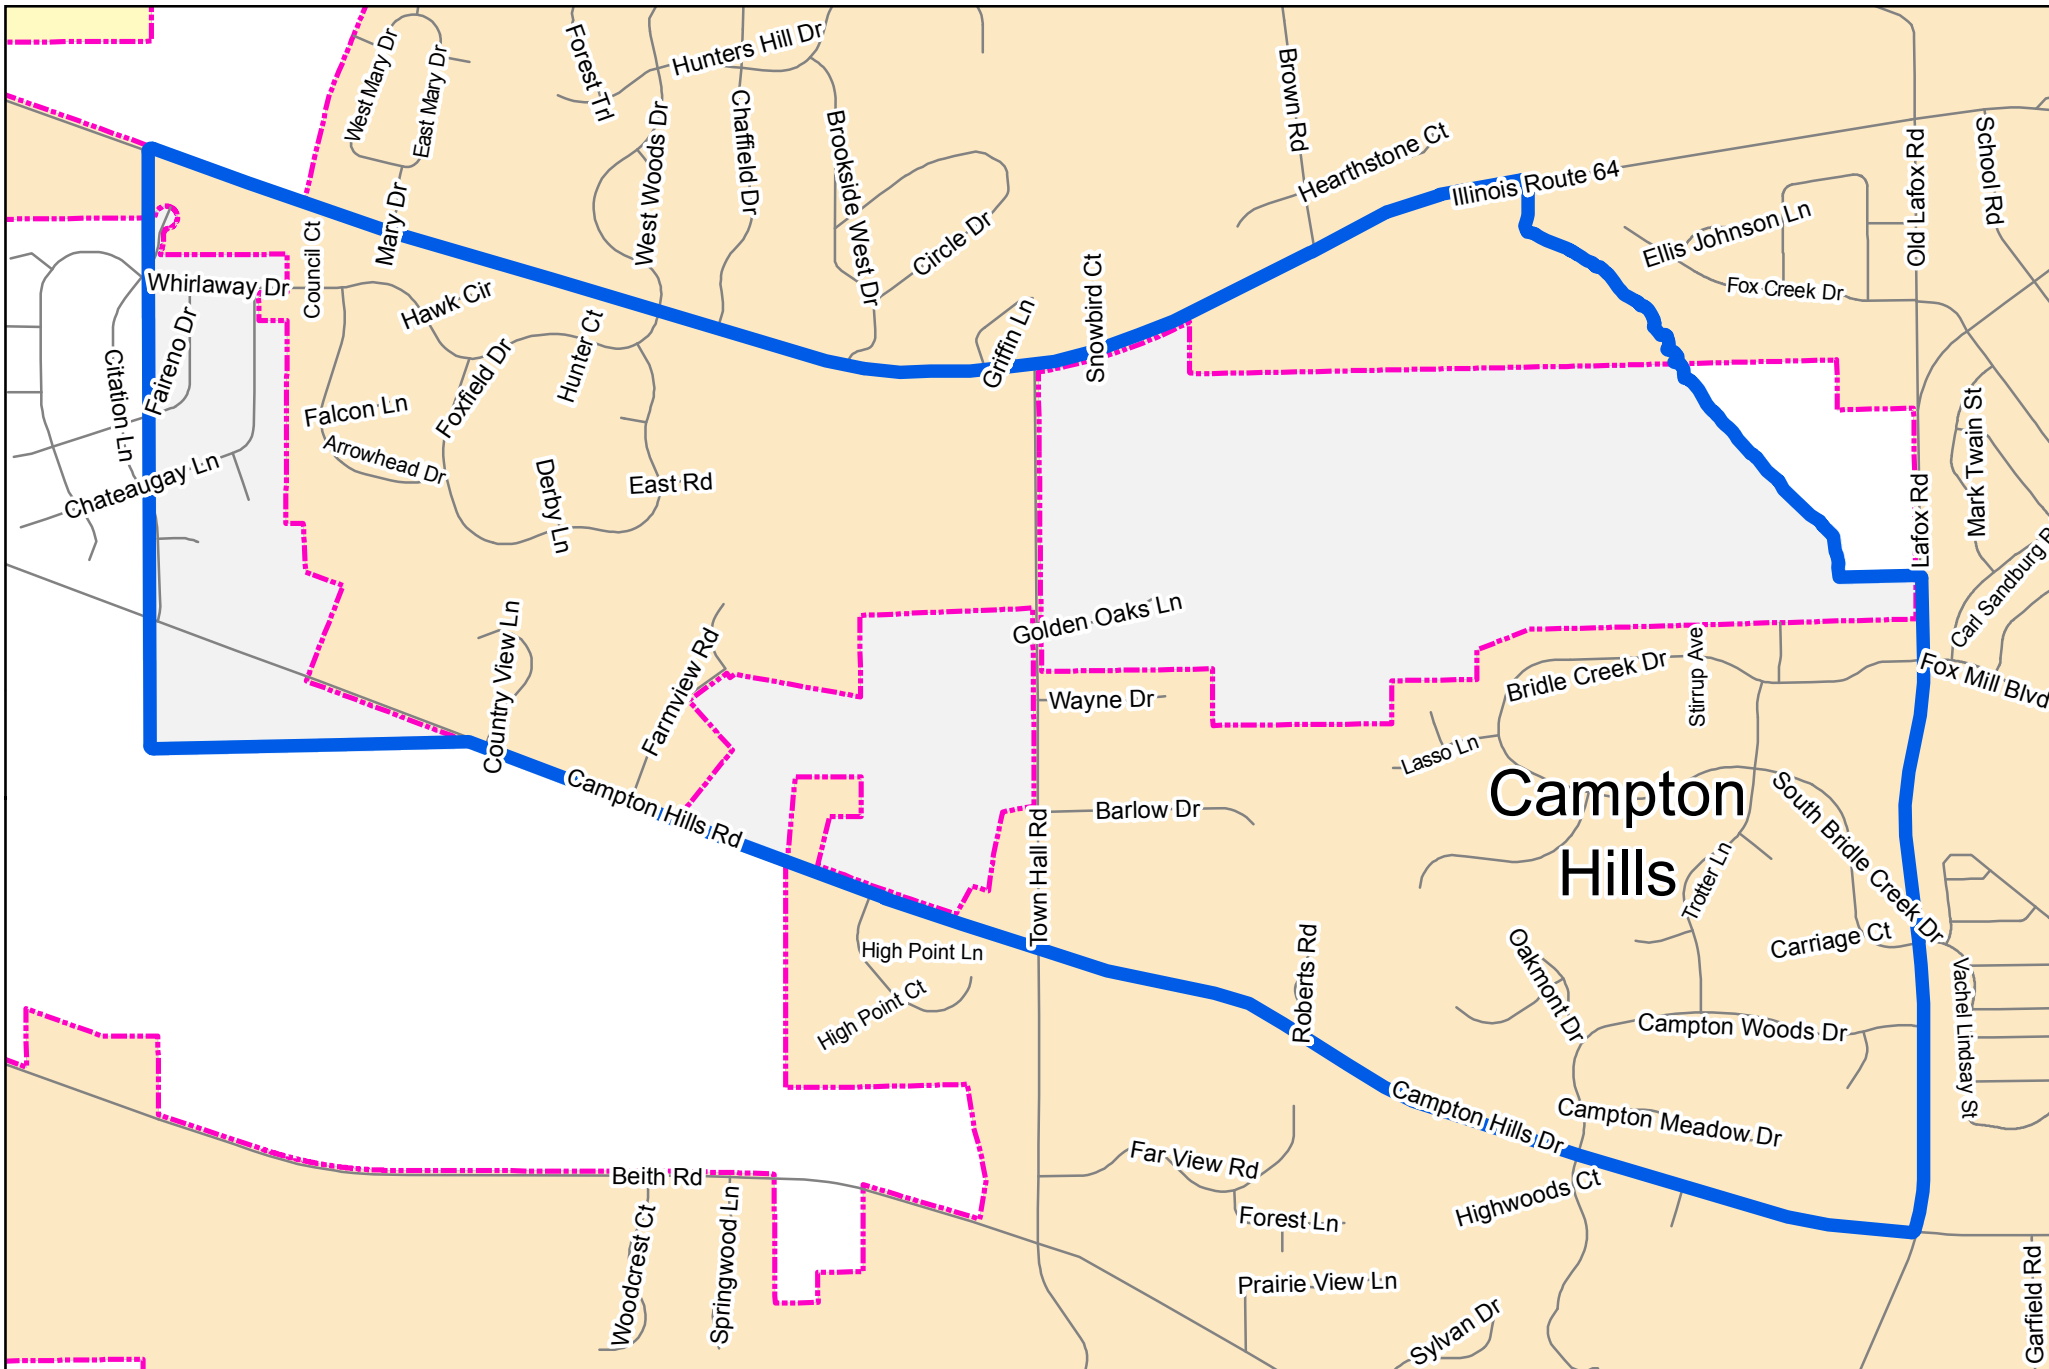 West Mary Dr
East Mary Dr
Forest Trl
Hunters Hill Dr
Brown Rd
Chaffield Dr
West Woods Dr
Brookside West Dr
Hearthstone Ct
Illinois Route 64
Old Lafox Rd
School Rd
Mary Dr
Council Ct
Circle Dr
Ellis Johnson Ln
Fox Creek Dr
Whirlaway Dr
Hawk Cir
Snowbird Ct
Griffin Ln
Hunter Ct
Faireno Dr
Citation Ln
Foxfield Dr
Falcon Ln
Arrowhead Dr
Mark Twain St
Chateaugay Ln
Derby Ln
East Rd
Lafox Rd
Carl Sandburg R
Golden Oaks Ln
Country View Ln
Farmview Rd
Wayne Dr
Bridle Creek Dr
Stirrup Ave
Fox Mill Blvd
Lasso Ln
Campton
Hills
Campton Hills Rd
Barlow Dr
South Bridle Creek Dr
Town Hall Rd
Trotter Ln
High Point Ln
High Point Ct
Roberts Rd
Oakmont Dr
Carriage Ct
Vachel Lindsay St
Campton Woods Dr
Campton Hills Dr
Campton Meadow Dr
Far View Rd
Beith Rd
Highwoods Ct
Forest Ln
Woodcrest Ct
Springwood Ln
Prairie View Ln
Sylvan Dr
Garfield Rd